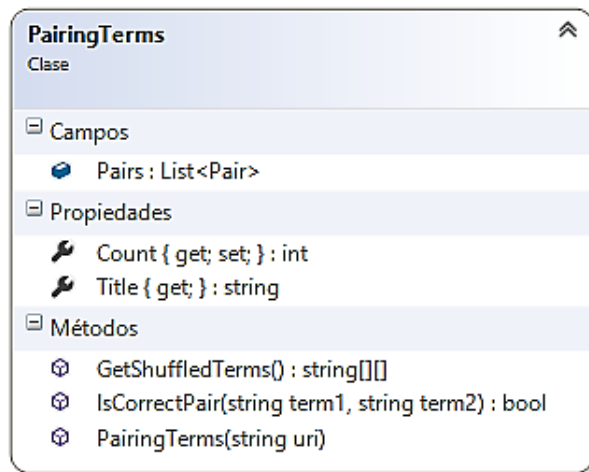 PairingTerms
Clase
Campos
Pairs : List<Pair>
Propiedades
Count { get; set; } : int
Title { get; } : string
Métodos
GetShuffledTerms() : string[][]
IsCorrectPair(string term1, string term2) : bool
PairingTerms(string uri)